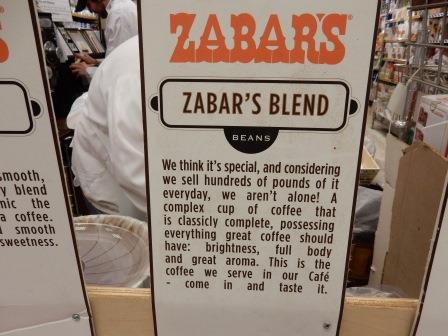 ZABAR'S
ZABAR'S BLEND
BEANS
We think it's special, and considering
we sell hundreds of pounds of it
everyday, we aren't alone! A
complex cup of coffee that
is classicly complete, possessing
everything great coffee should
have: brightness, full body
and great aroma. This is the
coffee we serve in our Café
- come in and taste it.
smooth,
blend
coffee.
smooth
sweetness.